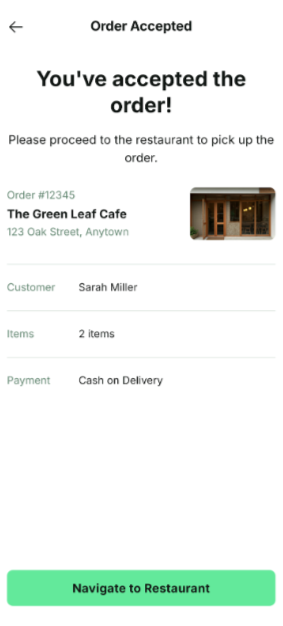 Order Accepted
You've accepted the
order!
Please proceed to the restaurant to pick up the
order.
Order #12345
The Green Leaf Cafe
123 Oak Street, Anytown
Customer Sarah Miller
Items 2 items
Payment Cash on Delivery
Navigate to Restaurant